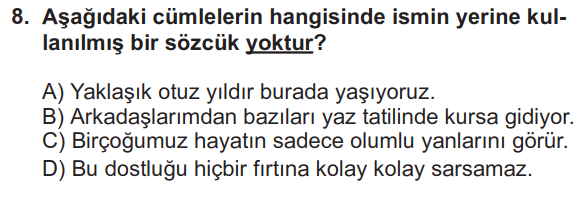 8. Aşağıdaki cümlelerin hangisinde ismin yerine kul-
lanılmış bir sözcük yoktur?
A) Yaklaşık otuz yıldır burada yaşıyoruz.
B) Arkadaşlarımdan bazıları yaz tatilinde kursa gidiyor.
C) Birçoğumuz hayatın sadece olumlu yanlarını görür.
D) Bu dostluğu hiçbir fırtına kolay kolay sarsamaz.